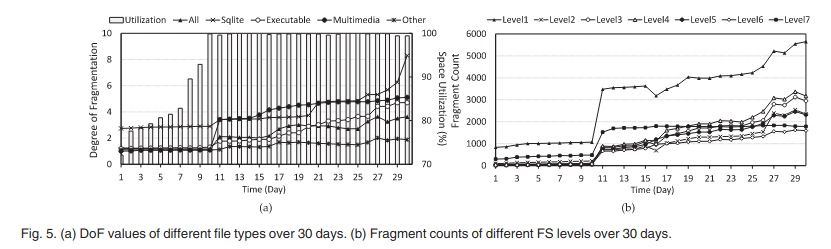 Utilization All Sqlite Executable Multimedia Other
Degree of Fragmentation
10
8
6
4
2
0
100
90
80
70
Space Utilization (%)
1 3 5 7 9 11 13 15 17 19 21 23 25 27 29
Time (Day)
(a)
Level1 Level2 Level3 Level4 Level5 Level6 Level7
Fragment Count
6000
5000
4000
3000
2000
1000
0
1 3 5 7 9 11 13 15 17 19 21 23 25 27 29
Time (Day)
(b)
Fig. 5. (a) DoF values of different file types over 30 days. (b) Fragment counts of different FS levels over 30 days.